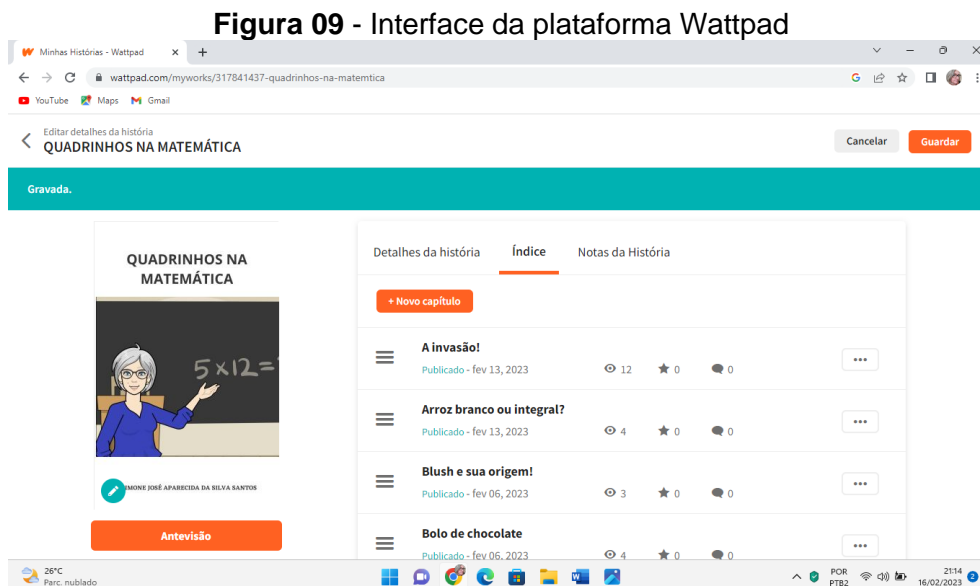 Figura 09 - Interface da plataforma Wattpad
Minhas Histórias - Wattpad
wattpad.com/myworks/317841437-quadrinhos-na-matemtica
YouTube Maps Gmail
Editar detalhes da história
QUADRINHOS NA MATEMÁTICA
Cancelar Guardar
Gravada.
QUADRINHOS NA
MATEMÁTICA
5x12=
IMONE JOSÊ APARECIDA DA SILVA SANTOS
Antevisão
Detalhes da história Índice Notas da História
+ Novo capítulo
A invasão!
Publicado - fev 13, 2023 12 0 0
Arroz branco ou integral?
Publicado - fev 13, 2023 4 0 0
Blush e sua origem!
Publicado - fev 06, 2023 3 0 0
Bolo de chocolate
Publicado - fev 06, 2023 4 0 0
26°C
Parc. nublado
POR
PTB2
21:14
16/02/2023
2